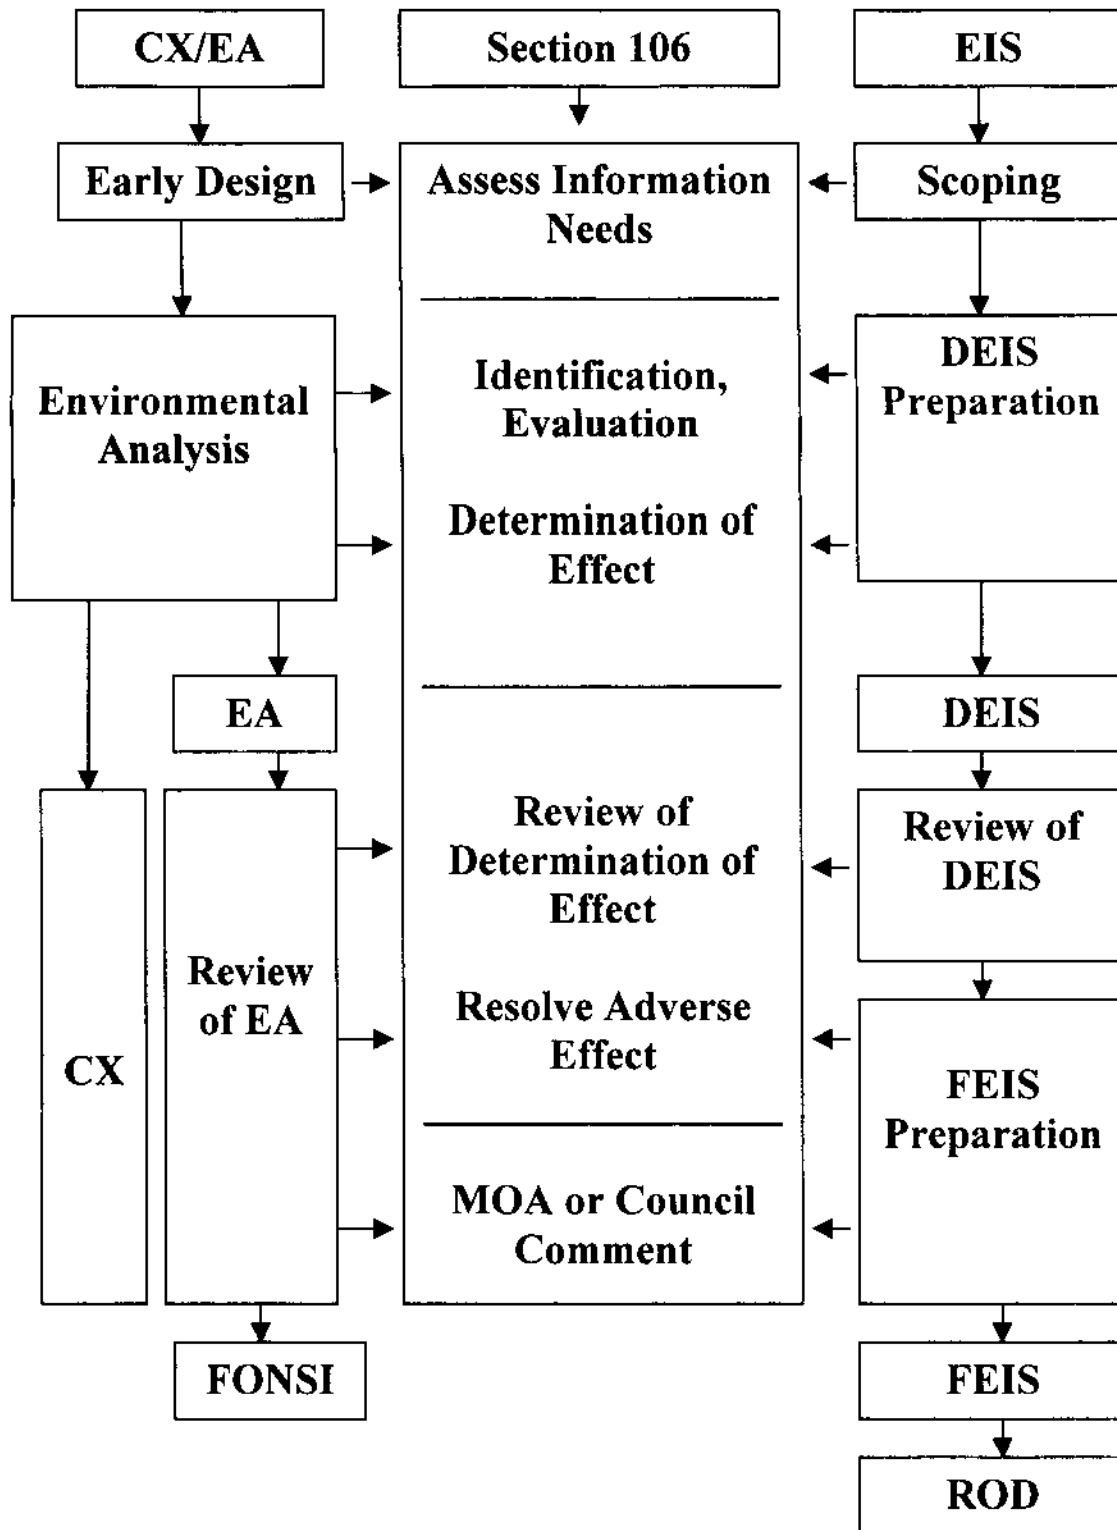 CX/EA
Section 106
EIS
Early Design
Assess Information
Needs
Scoping
Environmental
Analysis
Identification,
Evaluation
Determination of
Effect
DEIS
Preparation
EA
DEIS
CX
Review
of EA
Review of
Determination of
Effect
Resolve Adverse
Effect
MOA or Council
Comment
Review of
DEIS
FEIS
Preparation
FONSI
FEIS
ROD